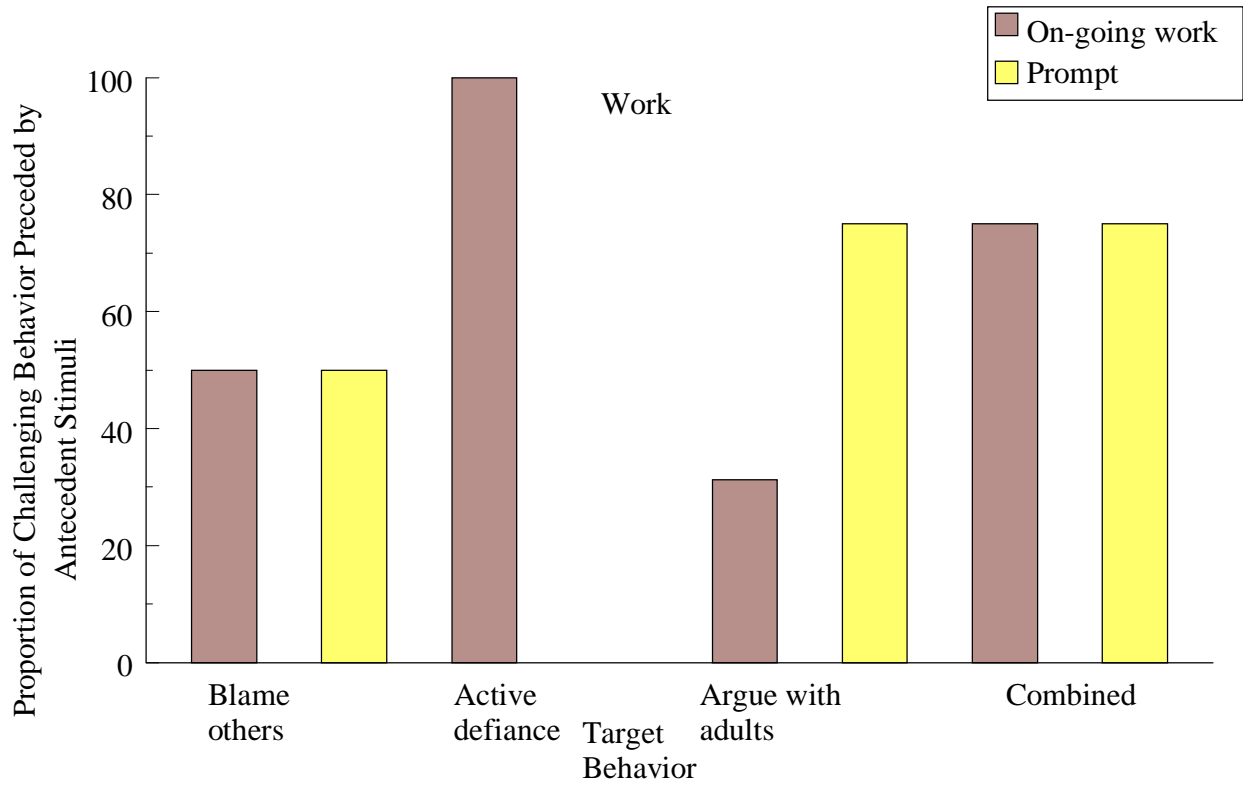 On-going work
Prompt
Work
Proportion of Challenging Behavior Preceded by
Antecedent Stimuli
100
80
60
40
20
0
Blame
others
Active
defiance
Argue with
adults
Combined
Target
Behavior